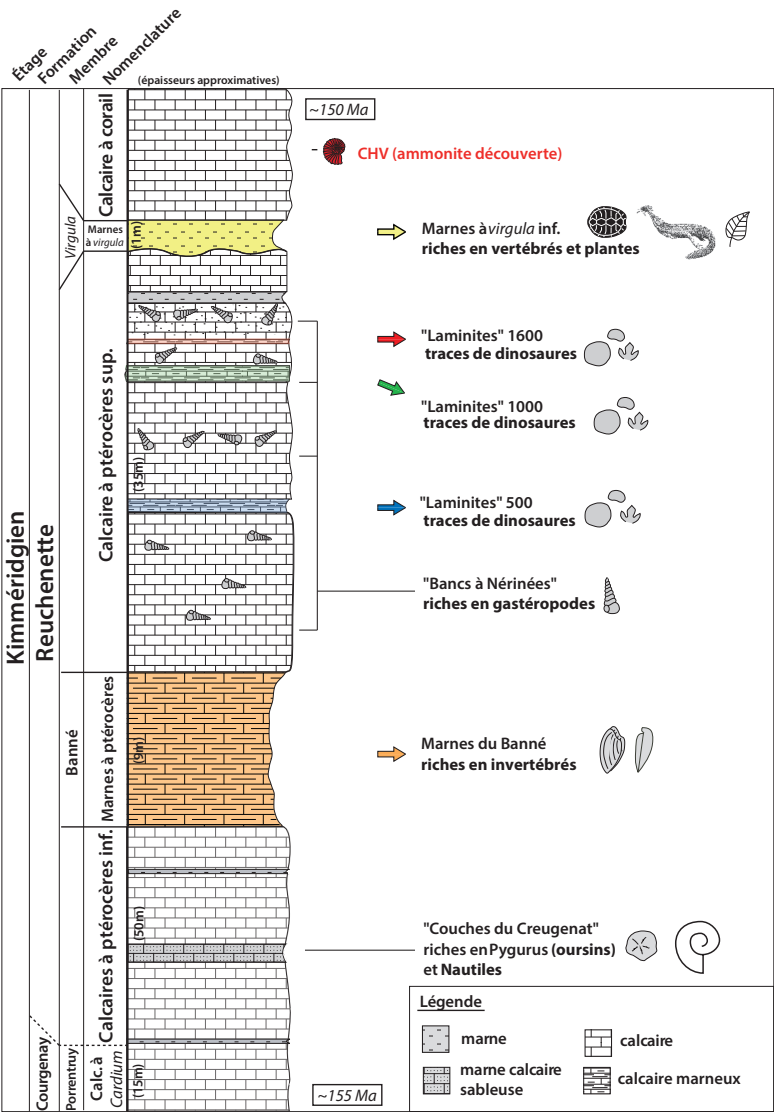 Étage
Formation
Membre
Nomenclature
(épaisseurs approximatives)
Kimméridgien
Reuchenette
Courgenay
Virgula
Banné
Porrentruy
Calcaire à corail
Marnes
à virgula
(1m)
Calcaire à ptérocères sup.
(35m)
Marnes à ptérocères
(9m)
Calcaires à ptérocères inf.
(50m)
Calc. à
Cardium
(15m)
~150 Ma
- CHV (ammonite découverte)
Marnes à virgula inf.
riches en vertébrés et plantes
"Laminites" 1600
traces de dinosaures
"Laminites" 1000
traces de dinosaures
"Laminites" 500
traces de dinosaures
"Bancs à Nérinées"
riches en gastéropodes
Marnes du Banné
riches en invertébrés
"Couches du Creugenat"
riches en Pygurus (oursins)
et Nautiles
~155 Ma
Légende
marne
calcaire
marne calcaire
sableuse
calcaire marneux